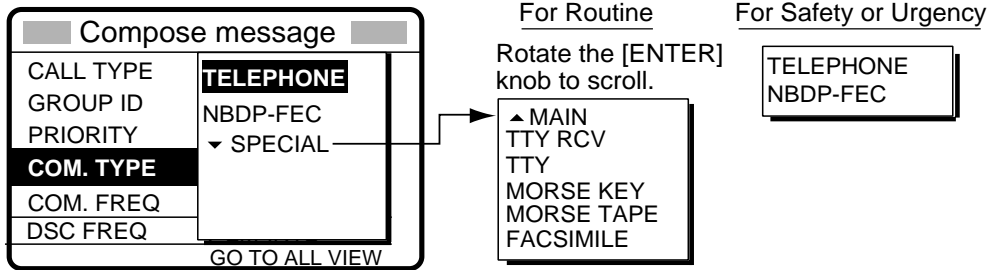 Compose message
CALL TYPE
GROUP ID
PRIORITY
COM. TYPE
COM. FREQ
DSC FREQ
TELEPHONE
NBDP-FEC
SPECIAL
GO TO ALL VIEW
For Routine
Rotate the [ENTER]
knob to scroll.
MAIN
TTY RCV
TTY
MORSE KEY
MORSE TAPE
FACSIMILE
For Safety or Urgency
TELEPHONE
NBDP-FEC